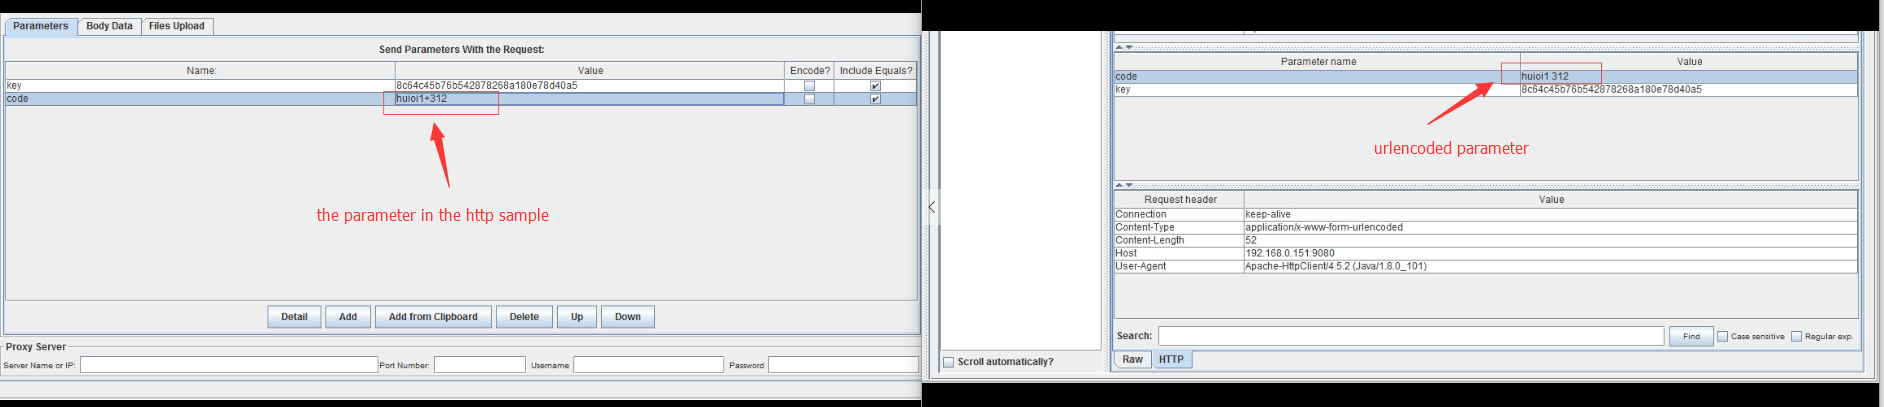 Parameters Body Data Files Upload
Send Parameters With the Request:
Name: Value Encode? Include Equals?
key 8c64c45b76b542878268a180e78d40a5
code huioi1+312
the parameter in the http sample
Detail Add Add from Clipboard Delete Up Down
Proxy Server
Server Name or IP: Port Number: Username Password
Parameter name Value
code huioi1 312
key 8c64c45b76b542878268a180e78d40a5
urlencoded parameter
Request header Value
Connection keep-alive
Content-Type application/x-www-form-urlencoded
Content-Length 52
Host 192.168.0.151:9080
User-Agent Apache-HttpClient/4.5.2 (Java/1.8.0_101)
Search: Find Case sensitive Regular exp.
Scroll automatically? Raw HTTP